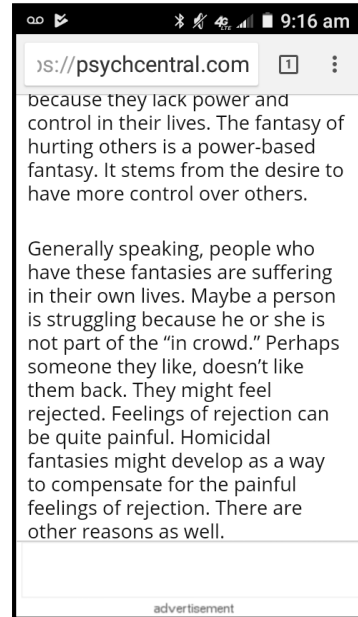 4G
LTE
9:16 am
os://psychcentral.com
1
because they lack power and
control in their lives. The fantasy of
hurting others is a power-based
fantasy. It stems from the desire to
have more control over others.
Generally speaking, people who
have these fantasies are suffering
in their own lives. Maybe a person
is struggling because he or she is
not part of the “in crowd.” Perhaps
someone they like, doesn’t like
them back. They might feel
rejected. Feelings of rejection can
be quite painful. Homicidal
fantasies might develop as a way
to compensate for the painful
feelings of rejection. There are
other reasons as well.
advertisement